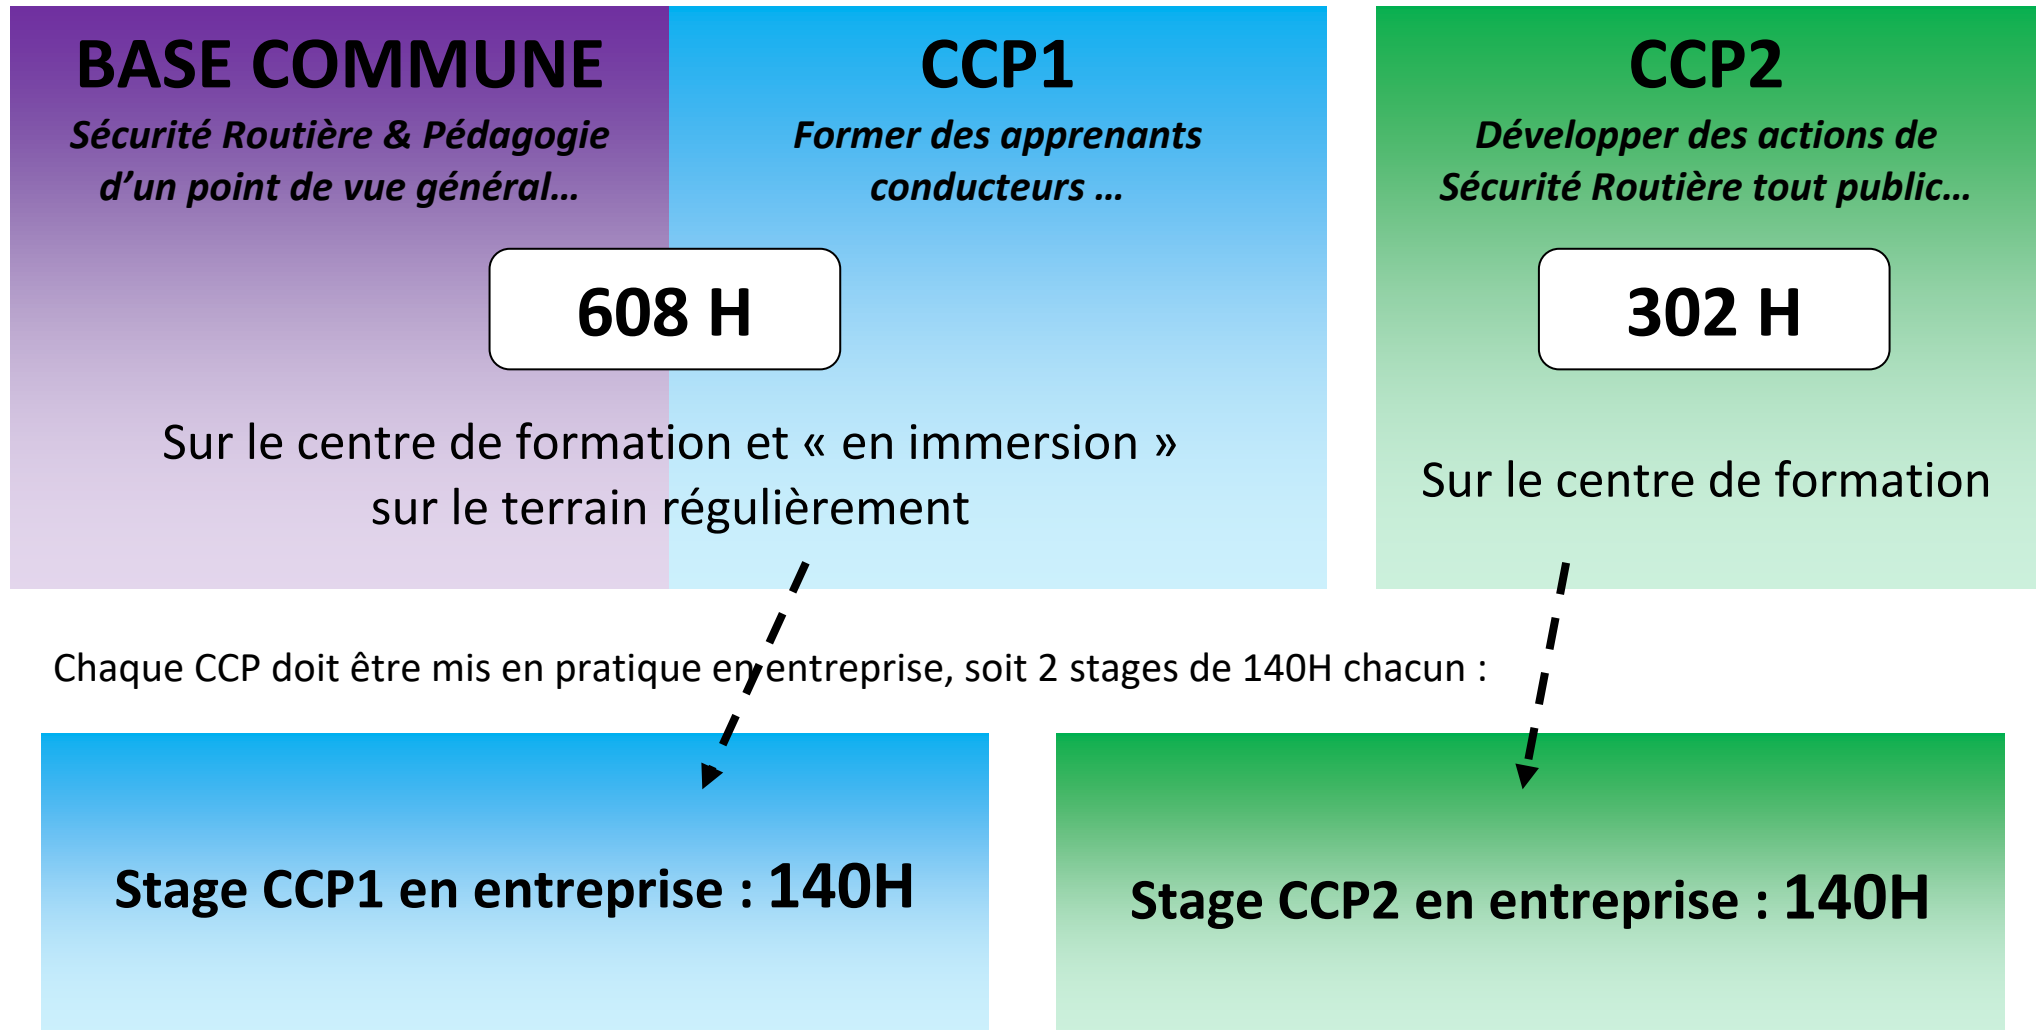 BASE COMMUNE
Sécurité Routière & Pédagogie
d’un point de vue général…
CCP1
Former des apprenants
conducteurs …
608 H
Sur le centre de formation et « en immersion »
sur le terrain régulièrement
CCP2
Développer des actions de
Sécurité Routière tout public…
302 H
Sur le centre de formation
Chaque CCP doit être mis en pratique en entreprise, soit 2 stages de 140H chacun :
Stage CCP1 en entreprise : 140H
Stage CCP2 en entreprise : 140H